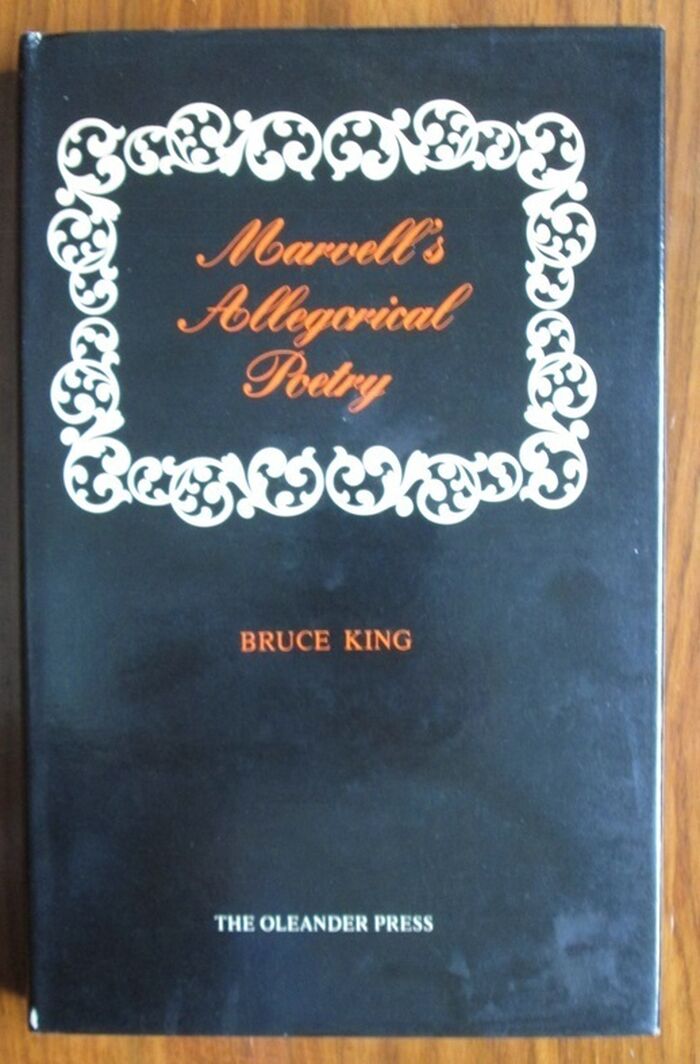 Marvell's
Allegorical
Poetry
BRUCE KING
THE OLEANDER PRESS